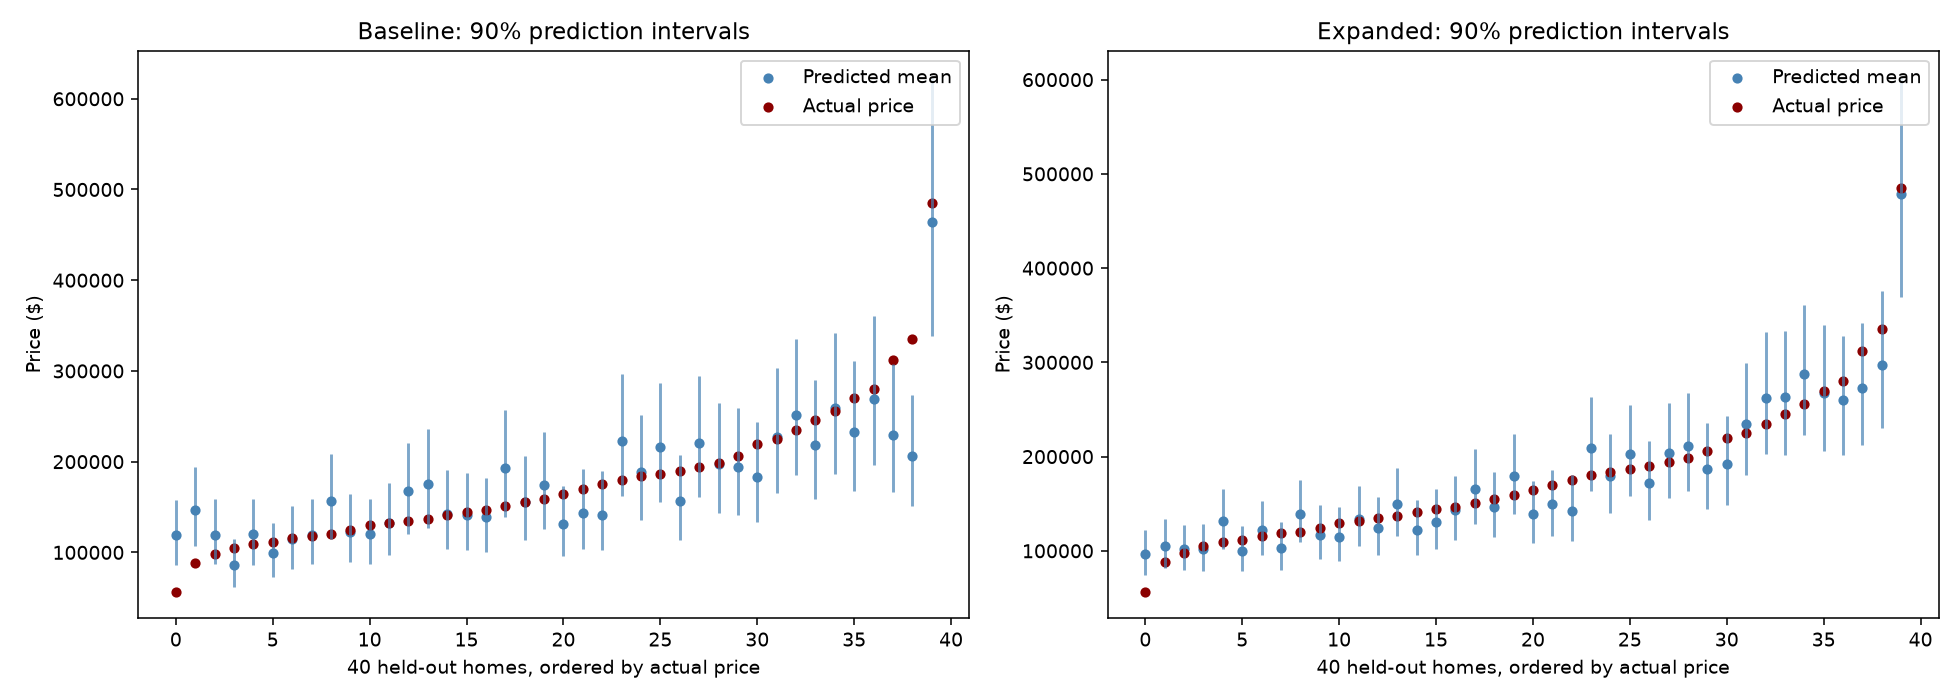 Baseline: 90% prediction intervals
Predicted mean
Actual price
600000
500000
400000
300000
200000
100000
Price ($)
0 5 10 15 20 25 30 35 40
40 held-out homes, ordered by actual price
Expanded: 90% prediction intervals
Predicted mean
Actual price
600000
500000
400000
300000
200000
100000
Price ($)
0 5 10 15 20 25 30 35 40
40 held-out homes, ordered by actual price